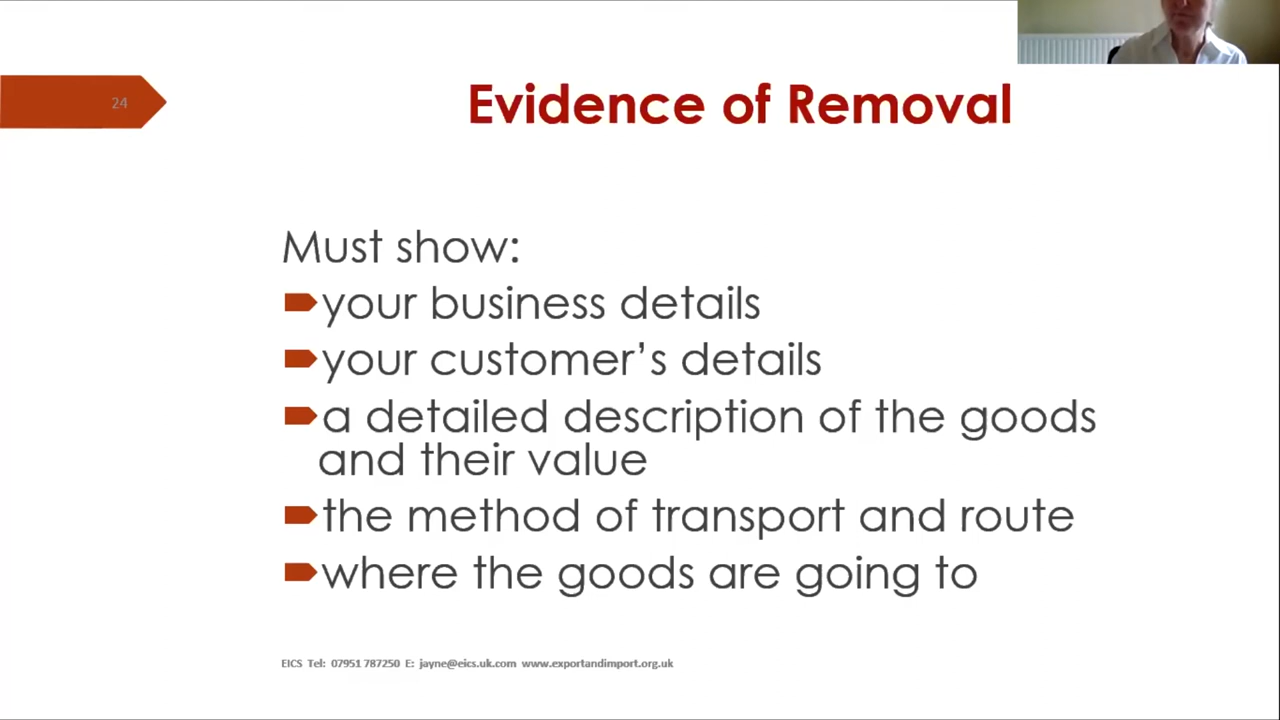 24
Evidence of Removal
Must show:
your business details
your customer’s details
a detailed description of the goods
and their value
the method of transport and route
where the goods are going to
EICS Tel: 07951 787250 E: jayne@eics.uk.com www.exportandimport.org.uk